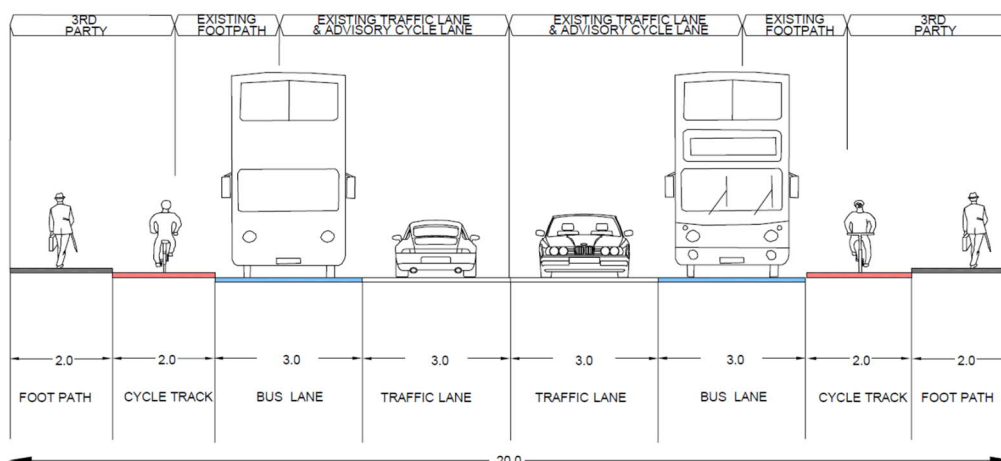 3RD PARTY
EXISTING FOOTPATH
EXISTING TRAFFIC LANE & ADVISORY CYCLE LANE
EXISTING TRAFFIC LANE & ADVISORY CYCLE LANE
EXISTING FOOTPATH
3RD PARTY
2.0
2.0
3.0
3.0
3.0
3.0
2.0
2.0
FOOT PATH
CYCLE TRACK
BUS LANE
TRAFFIC LANE
TRAFFIC LANE
BUS LANE
CYCLE TRACK
FOOT PATH
20.0